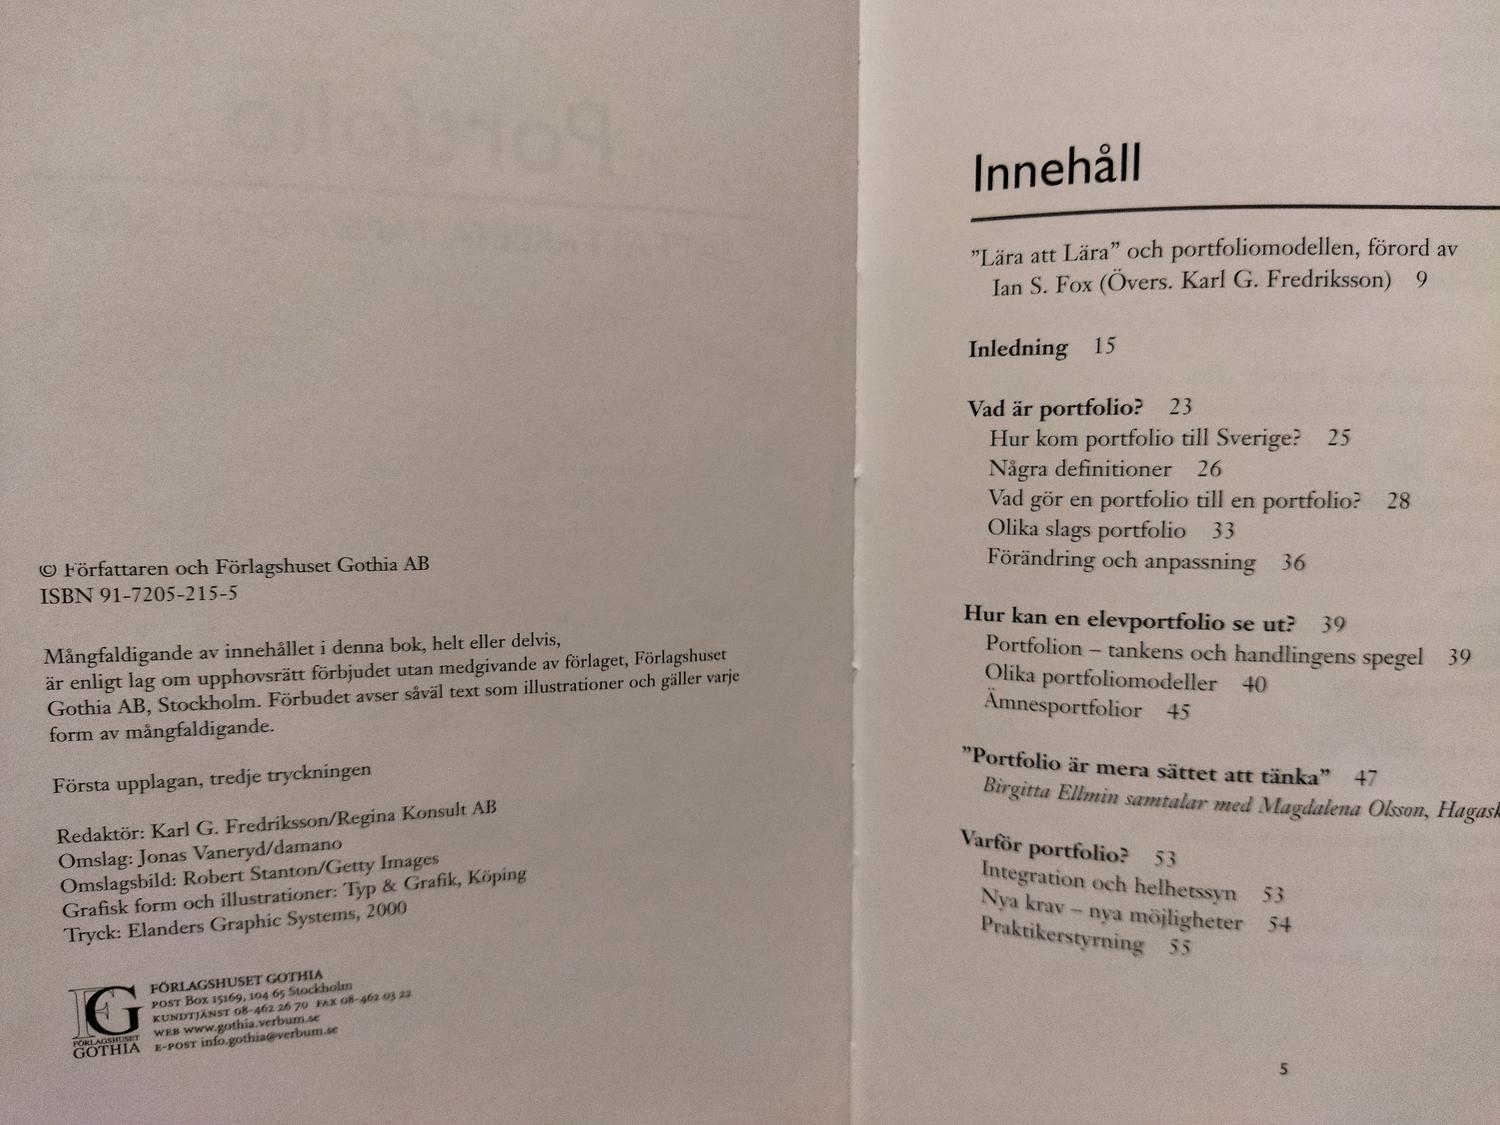 © Författaren och Förlagshuset Gothia AB
ISBN 91-7205-215-5
Mångfaldigande av innehållet i denna bok, helt eller delvis,
är enligt lag om upphovsrätt förbjudet utan medgivande av förlaget, Förlagshuset
Gothia AB, Stockholm. Förbudet avser såväl text som illustrationer och gäller varje
form av mångfaldigande.
Första upplagan, tredje tryckningen
Redaktör: Karl G. Fredriksson/Regina Konsult AB
Omslag: Jonas Vaneryd/damano
Omslagsbild: Robert Stanton/Getty Images
Grafisk form och illustrationer: Typ & Grafik, Köping
Tryck: Elanders Graphic Systems, 2000
FG
FÖRLAGSHUSET
GOTHIA
FÖRLAGSHUSET GOTHIA
POST Box 15169, 104 65 Stockholm
KUNDTJÄNST 08-462 26 70 FAX 08-462 03 22
WEB www.gothia.verbum.se
E-POST info.gothia@verbum.se
Innehåll
”Lära att Lära” och portfoliomodellen, förord av
Ian S. Fox (Övers. Karl G. Fredriksson) 9
Inledning 15
Vad är portfolio? 23
Hur kom portfolio till Sverige? 25
Några definitioner 26
Vad gör en portfolio till en portfolio? 28
Olika slags portfolio 33
Förändring och anpassning 36
Hur kan en elevportfolio se ut? 39
Portfolion – tankens och handlingens spegel 39
Olika portfoliomodeller 40
Ämnesportfolior 45
”Portfolio är mera sättet att tänka” 47
Birgitta Ellmin samtalar med Magdalena Olsson, Hagask
Varför portfolio? 53
Integration och helhetssyn 53
Nya krav – nya möjligheter 54
Praktikerstyrning 55
5